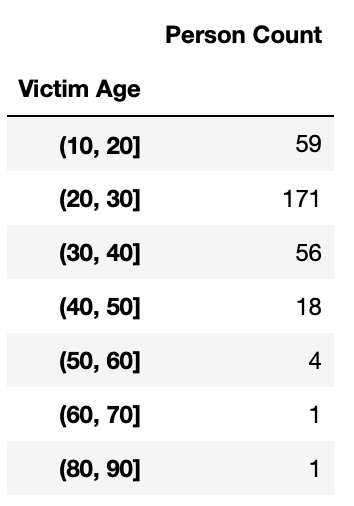 Person Count
Victim Age
(10, 20] 59
(20, 30] 171
(30, 40] 56
(40, 50] 18
(50, 60] 4
(60, 70] 1
(80, 90] 1